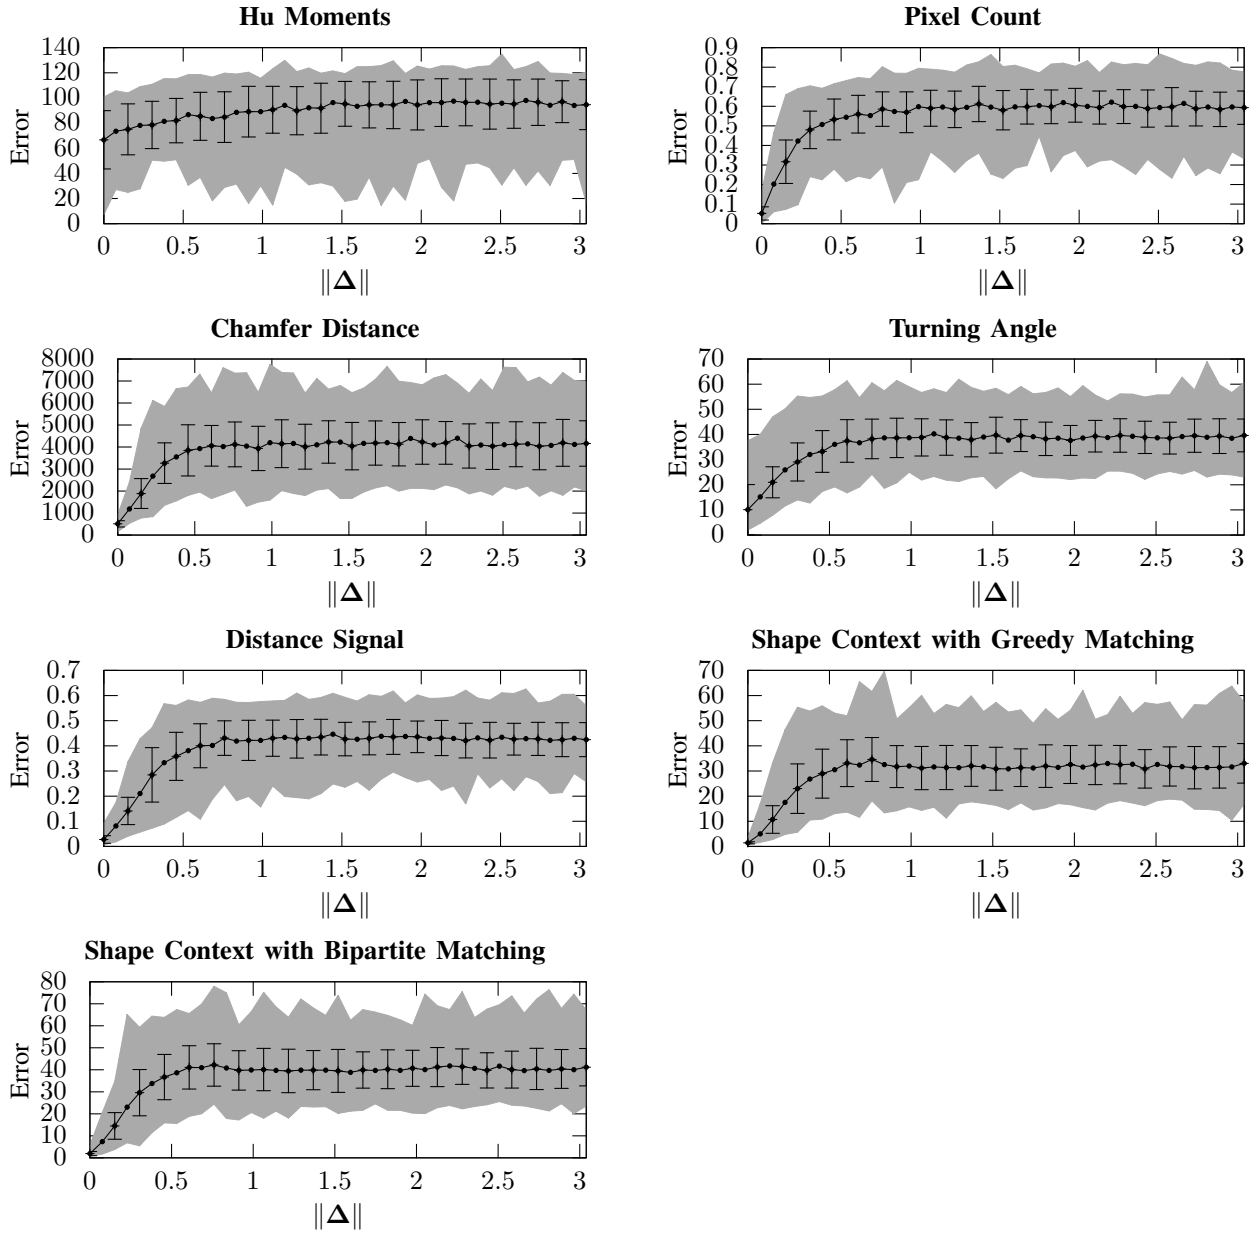 Hu Moments
140
120
100
80
60
40
20
0
Error
0 0.5 1 1.5 2 2.5 3
‖Δ‖
Pixel Count
0.9
0.8
0.7
0.6
0.5
0.4
0.3
0.2
0.1
0
Error
0 0.5 1 1.5 2 2.5 3
‖Δ‖
Chamfer Distance
8000
7000
6000
5000
4000
3000
2000
1000
0
Error
0 0.5 1 1.5 2 2.5 3
‖Δ‖
Turning Angle
70
60
50
40
30
20
10
0
Error
0 0.5 1 1.5 2 2.5 3
‖Δ‖
Distance Signal
0.7
0.6
0.5
0.4
0.3
0.2
0.1
0
Error
0 0.5 1 1.5 2 2.5 3
‖Δ‖
Shape Context with Greedy Matching
70
60
50
40
30
20
10
0
Error
0 0.5 1 1.5 2 2.5 3
‖Δ‖
Shape Context with Bipartite Matching
80
70
60
50
40
30
20
10
0
Error
0 0.5 1 1.5 2 2.5 3
‖Δ‖